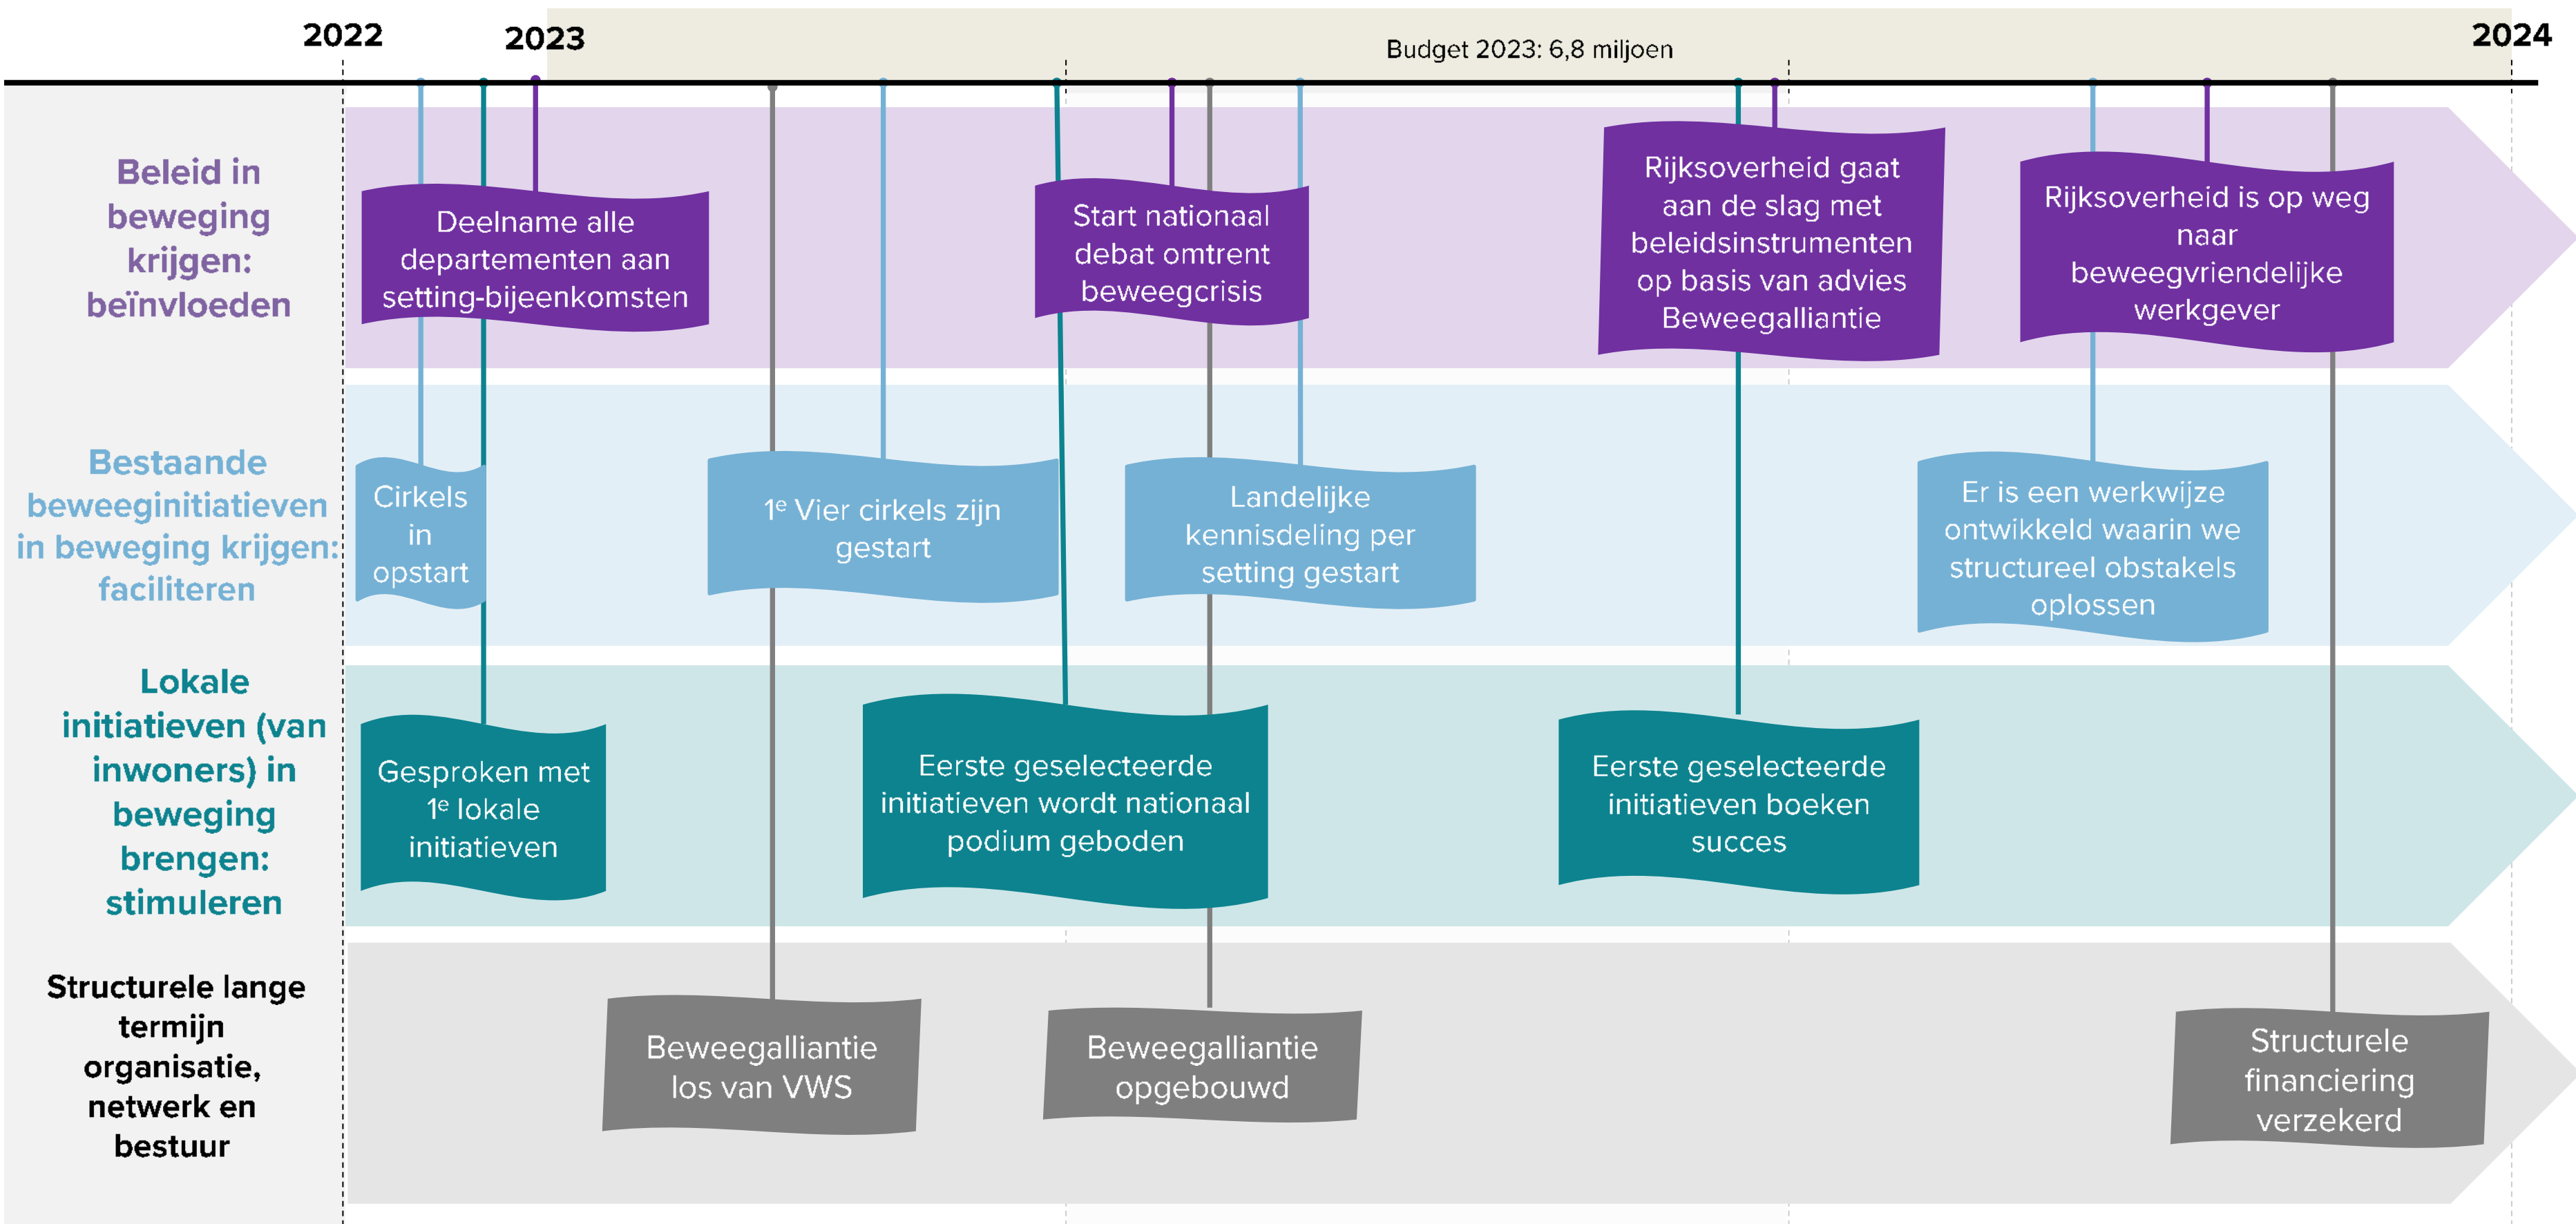 2022
2023
Budget 2023: 6,8 miljoen
2024
Beleid in
beweging
krijgen:
beïnvloeden
Deelname alle
departementen aan
setting-bijeenkomsten
Start nationaal
debat omtrent
beweegcrisis
Rijksoverheid gaat
aan de slag met
beleidsinstrumenten
op basis van advies
Beweegalliantie
Rijksoverheid is op weg
naar
beweegvriendelijke
werkgever
Bestaande
beweeginitiatieven
in beweging krijgen:
faciliteren
Cirkels
in
opstart
1e Vier cirkels zijn
gestart
Landelijke
kennisdeling per
setting gestart
Er is een werkwijze
ontwikkeld waarin we
structureel obstakels
oplossen
Lokale
initiatieven (van
inwoners) in
beweging
brengen:
stimuleren
Gesproken met
1e lokale
initiatieven
Eerste geselecteerde
initiatieven wordt nationaal
podium geboden
Eerste geselecteerde
initiatieven boeken
succes
Structurele lange
termijn
organisatie,
netwerk en
bestuur
Beweegalliantie
los van VWS
Beweegalliantie
opgebouwd
Structurele
financiering
verzekerd